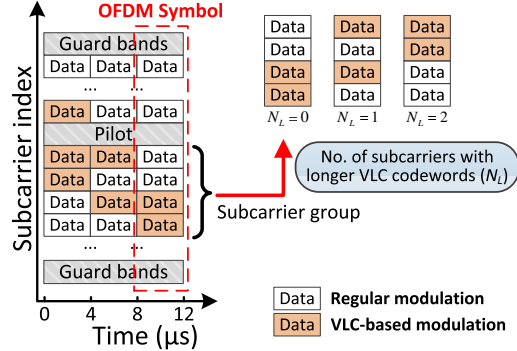 OFDM Symbol
Subcarrier index
Guard bands
Data Data Data
... ...
Data Data Data
Pilot
Data Data Data
Data Data Data
Data Data Data
Data Data Data
... ...
Guard bands
0 4 8 12
Time (μs)
Subcarrier group
Data Data Data
Data Data Data
Data Data Data
Data Data Data
N_L = 0 N_L = 1 N_L = 2
No. of subcarriers with
longer VLC codewords (N_L)
Data Regular modulation
Data VLC-based modulation